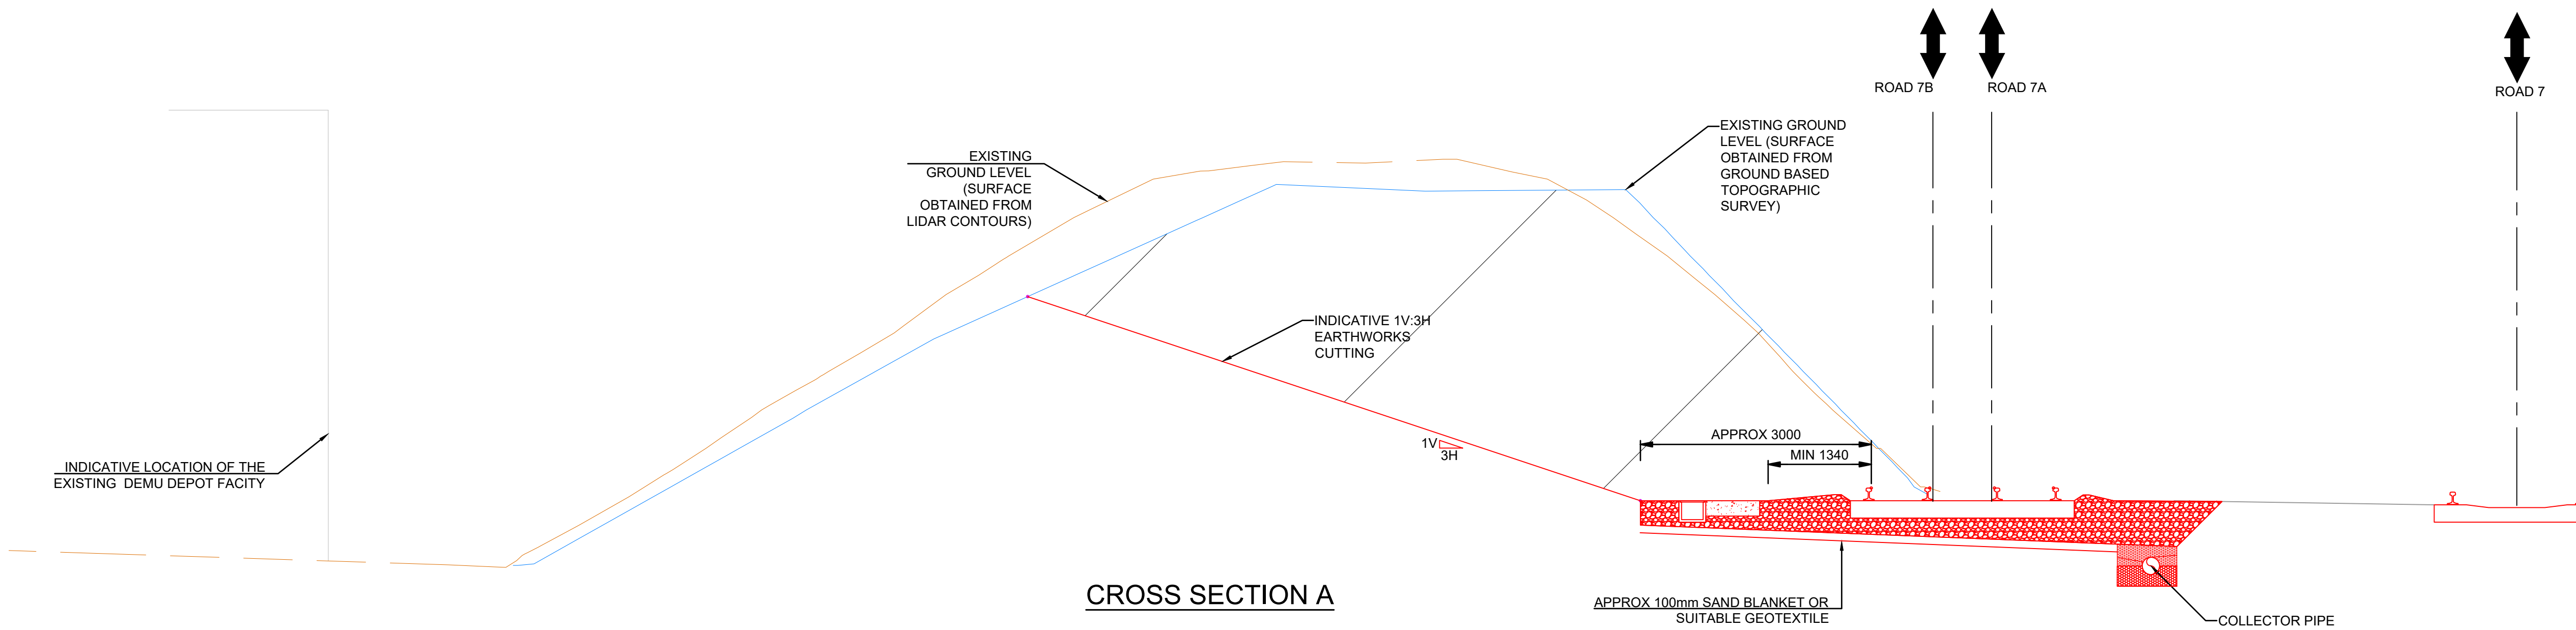 ROAD 7B
ROAD 7A
ROAD 7
EXISTING
GROUND LEVEL
(SURFACE
OBTAINED FROM
LIDAR CONTOURS)
EXISTING GROUND
LEVEL (SURFACE
OBTAINED FROM
GROUND BASED
TOPOGRAPHIC
SURVEY)
INDICATIVE 1V:3H
EARTHWORKS
CUTTING
1V
3H
APPROX 3000
MIN 1340
INDICATIVE LOCATION OF THE
EXISTING DEMU DEPOT FACITY
CROSS SECTION A
APPROX 100mm SAND BLANKET OR
SUITABLE GEOTEXTILE
COLLECTOR PIPE